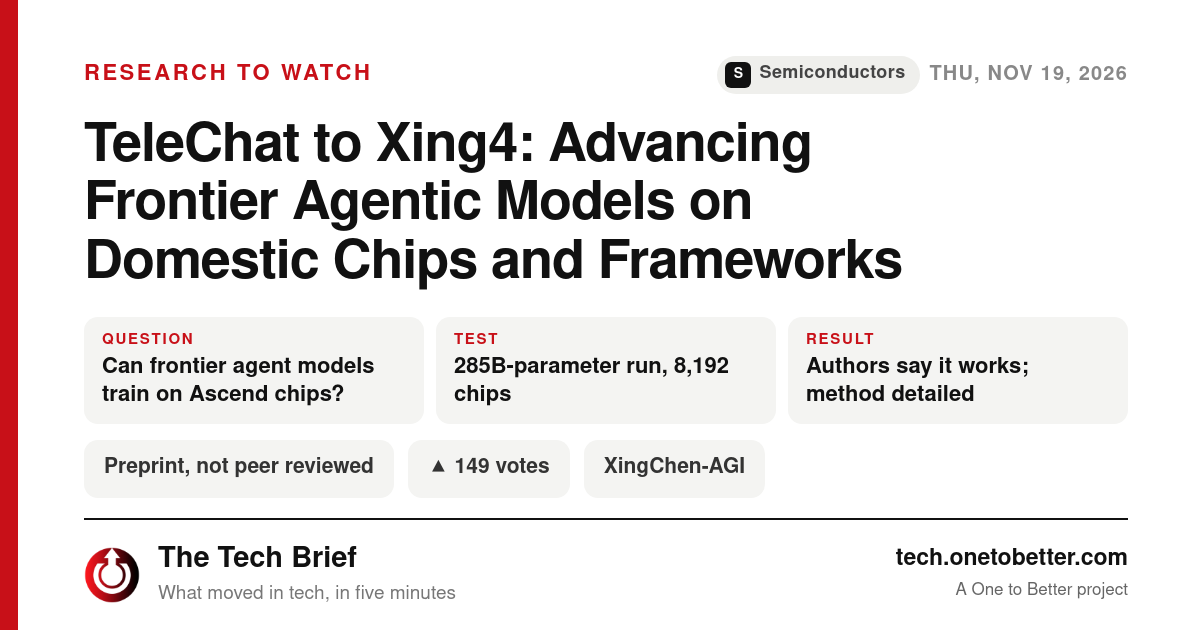 RESEARCH TO WATCH
S Semiconductors THU, NOV 19, 2026
TeleChat to Xing4: Advancing
Frontier Agentic Models on
Domestic Chips and Frameworks
QUESTION
Can frontier agent models
train on Ascend chips?
TEST
285B-parameter run, 8,192
chips
RESULT
Authors say it works;
method detailed
Preprint, not peer reviewed
▲ 149 votes
XingChen-AGI
The Tech Brief
What moved in tech, in five minutes
tech.onetobetter.com
A One to Better project